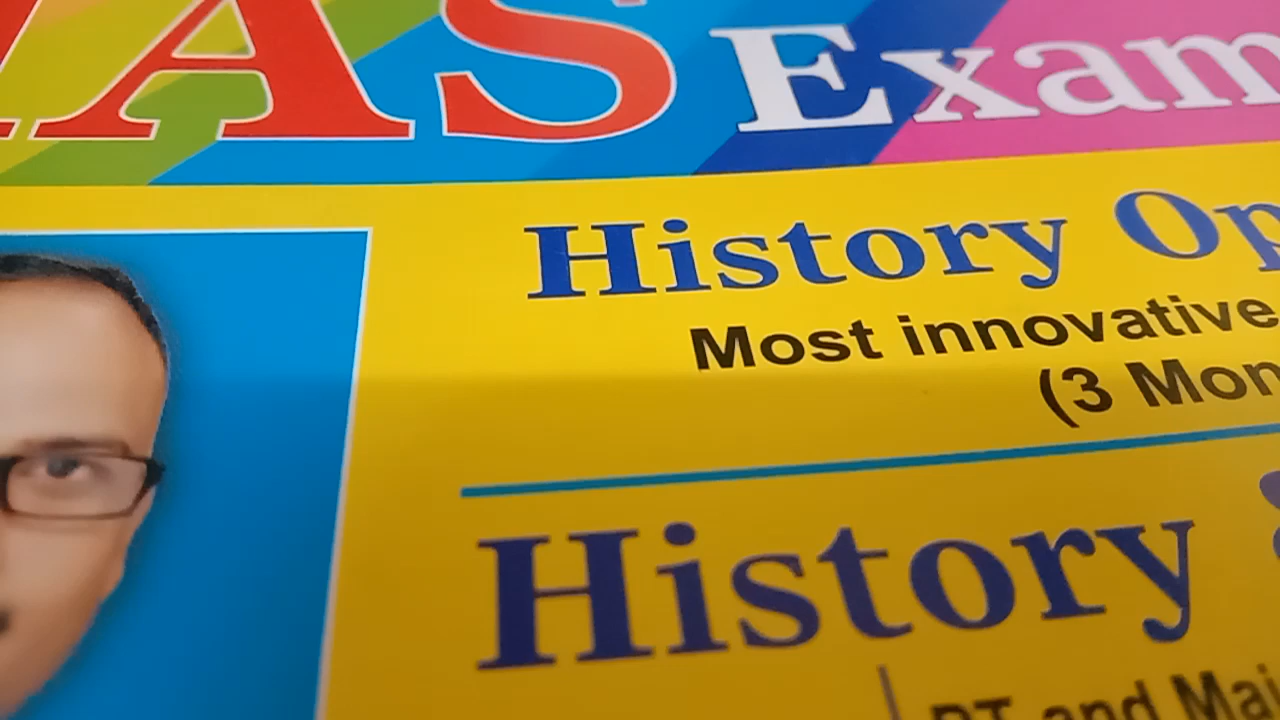 IAS Exam
History Op
Most innovative
(3 Mon
History
PT and Mai